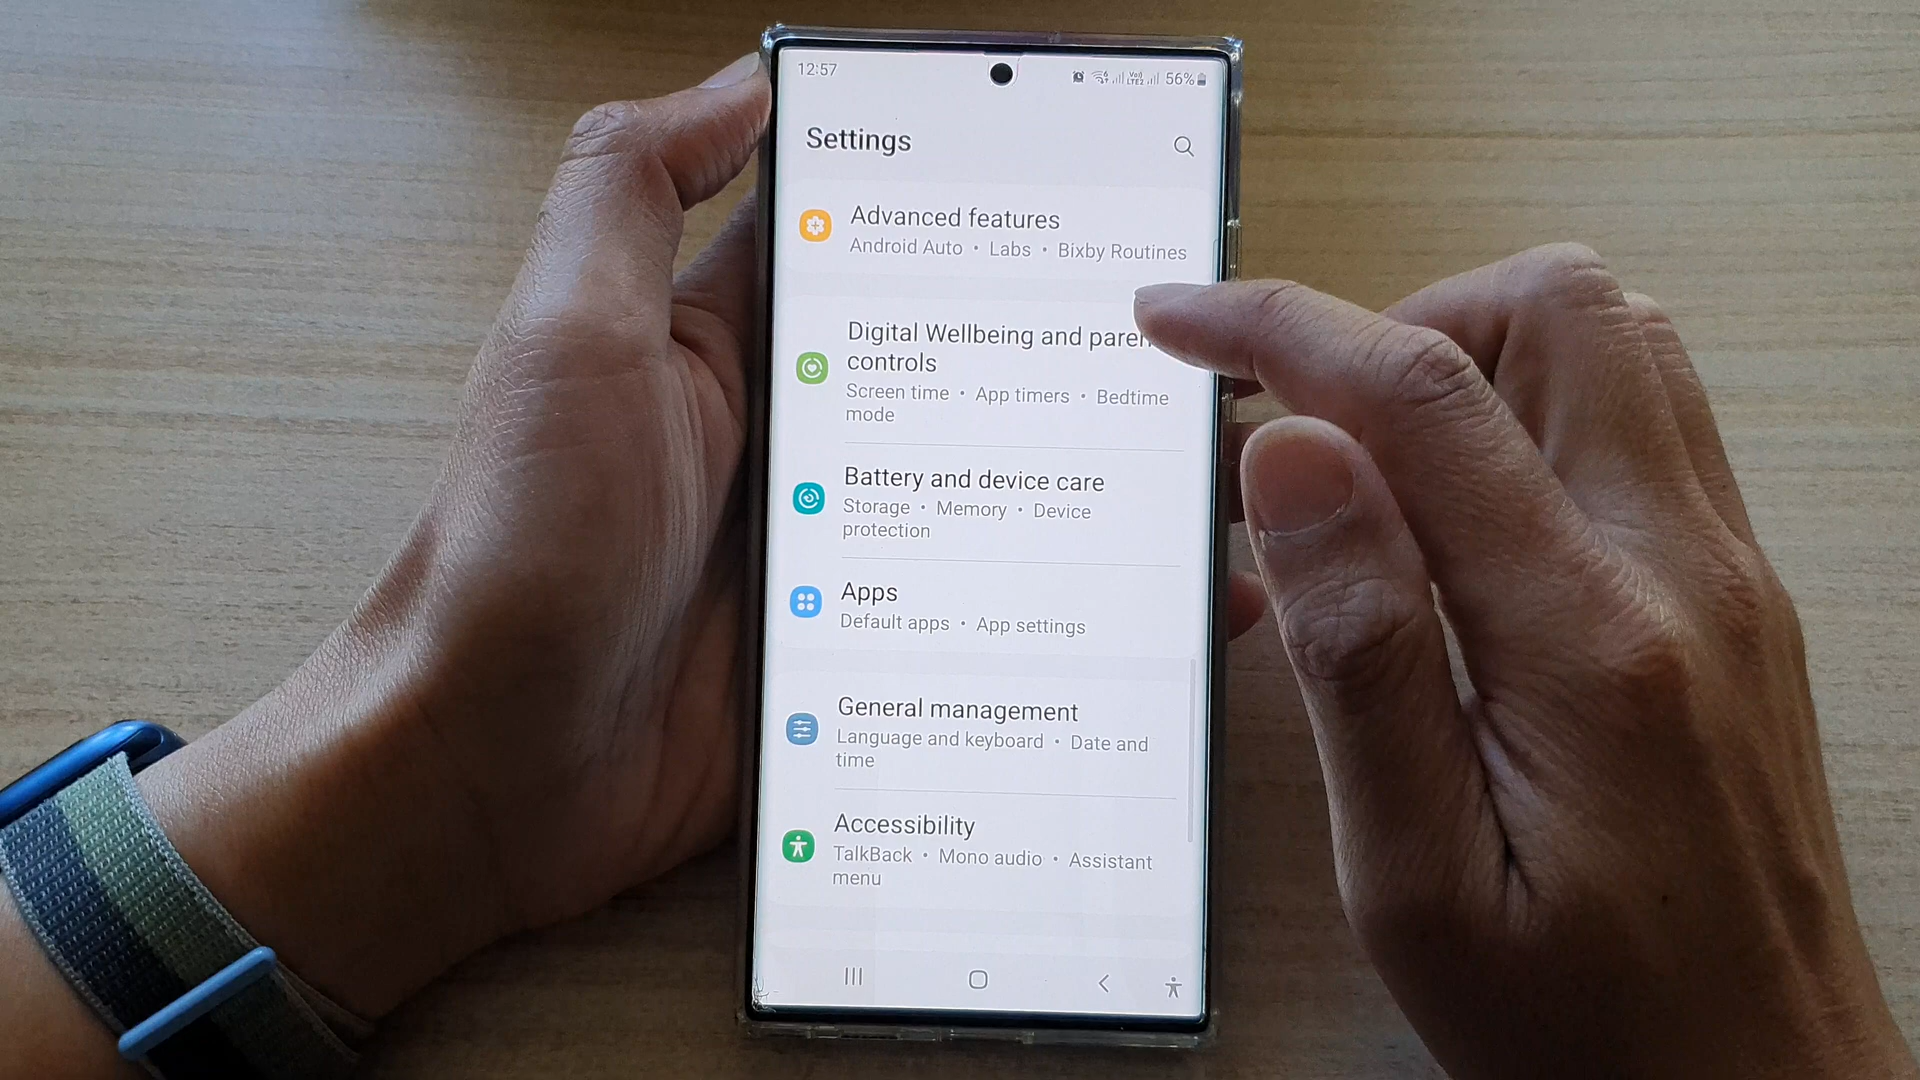 12:57
56%
Settings
Advanced features
Android Auto • Labs • Bixby Routines
Digital Wellbeing and paren
controls
Screen time • App timers • Bedtime
mode
Battery and device care
Storage • Memory • Device
protection
Apps
Default apps • App settings
General management
Language and keyboard • Date and
time
Accessibility
TalkBack • Mono audio • Assistant
menu